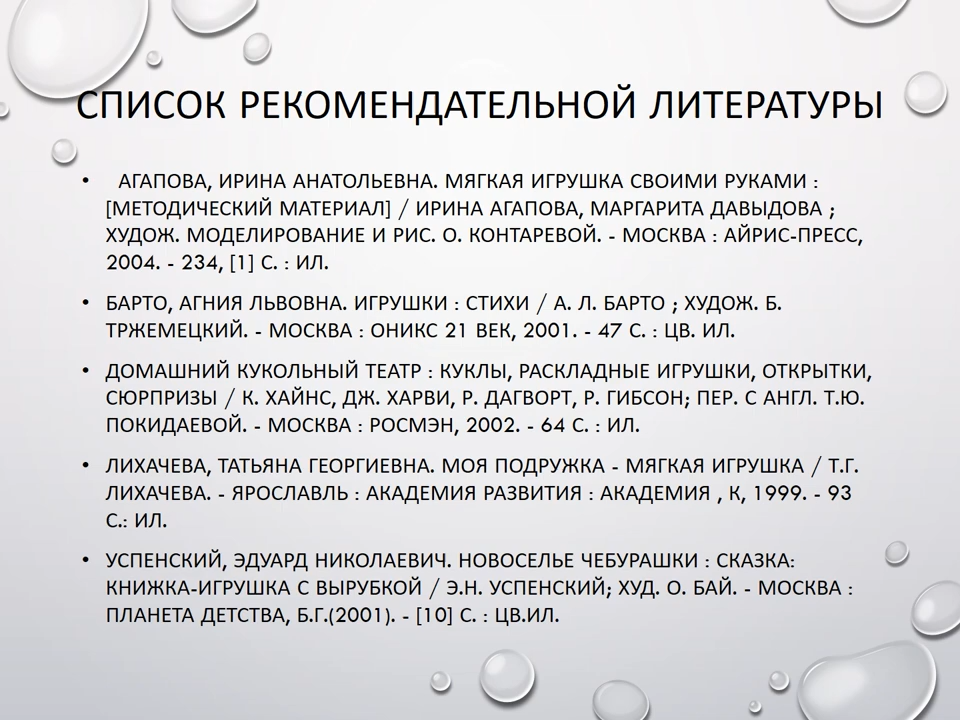 СПИСОК РЕКОМЕНДАТЕЛЬНОЙ ЛИТЕРАТУРЫ
• АГАПОВА, ИРИНА АНАТОЛЬЕВНА. МЯГКАЯ ИГРУШКА СВОИМИ РУКАМИ :
[МЕТОДИЧЕСКИЙ МАТЕРИАЛ] / ИРИНА АГАПОВА, МАРГАРИТА ДАВЫДОВА ;
ХУДОЖ. МОДЕЛИРОВАНИЕ И РИС. О. КОНТАРЕВОЙ. - МОСКВА : АЙРИС-ПРЕСС,
2004. - 234, [1] С. : ИЛ.
• БАРТО, АГНИЯ ЛЬВОВНА. ИГРУШКИ : СТИХИ / А. Л. БАРТО ; ХУДОЖ. Б.
ТРЖЕМЕЦКИЙ. - МОСКВА : ОНИКС 21 ВЕК, 2001. - 47 С. : ЦВ. ИЛ.
• ДОМАШНИЙ КУКОЛЬНЫЙ ТЕАТР : КУКЛЫ, РАСКЛАДНЫЕ ИГРУШКИ, ОТКРЫТКИ,
СЮРПРИЗЫ / К. ХАЙНС, ДЖ. ХАРВИ, Р. ДАГВОРТ, Р. ГИБСОН; ПЕР. С АНГЛ. Т.Ю.
ПОКИДАЕВОЙ. - МОСКВА : РОСМЭН, 2002. - 64 С. : ИЛ.
• ЛИХАЧЕВА, ТАТЬЯНА ГЕОРГИЕВНА. МОЯ ПОДРУЖКА - МЯГКАЯ ИГРУШКА / Т.Г.
ЛИХАЧЕВА. - ЯРОСЛАВЛЬ : АКАДЕМИЯ РАЗВИТИЯ : АКАДЕМИЯ , К, 1999. - 93
С.: ИЛ.
• УСПЕНСКИЙ, ЭДУАРД НИКОЛАЕВИЧ. НОВОСЕЛЬЕ ЧЕБУРАШКИ : СКАЗКА:
КНИЖКА-ИГРУШКА С ВЫРУБКОЙ / Э.Н. УСПЕНСКИЙ; ХУД. О. БАЙ. - МОСКВА :
ПЛАНЕТА ДЕТСТВА, Б.Г.(2001). - [10] С. : ЦВ.ИЛ.